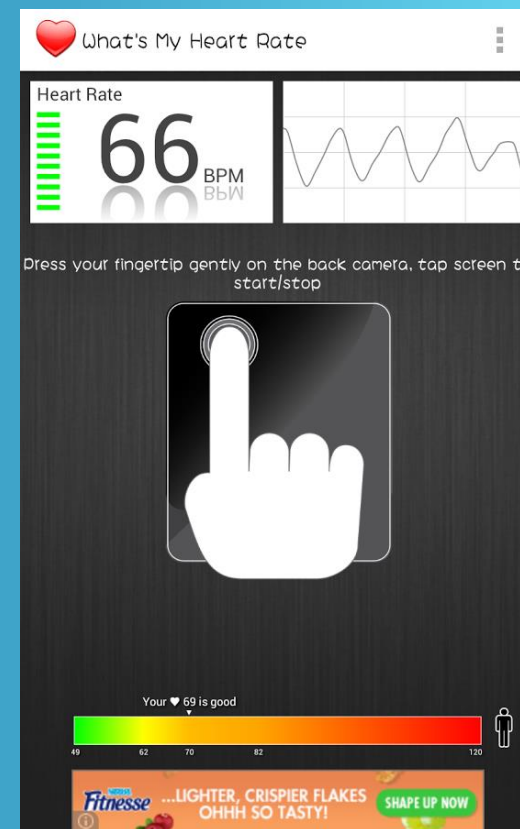 What's My Heart Rate
Heart Rate
66 BPM
Press your fingertip gently on the back camera, tap screen t
start/stop
Your ♥ 69 is good
49 62 70 82 120
Nestlé
Fitnesse
...LIGHTER, CRISPIER FLAKES
OHHH SO TASTY!
SHAPE UP NOW